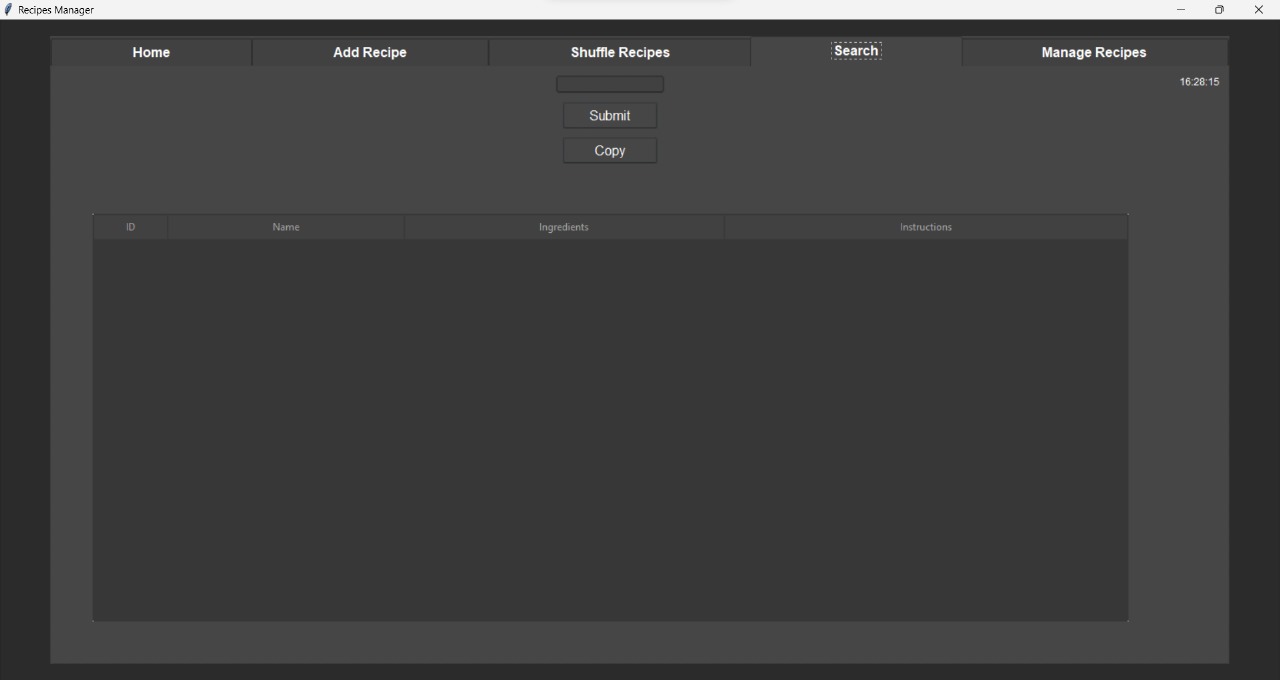 Recipes Manager
Home Add Recipe Shuffle Recipes Search Manage Recipes
16:28:15
Submit
Copy
ID Name Ingredients Instructions